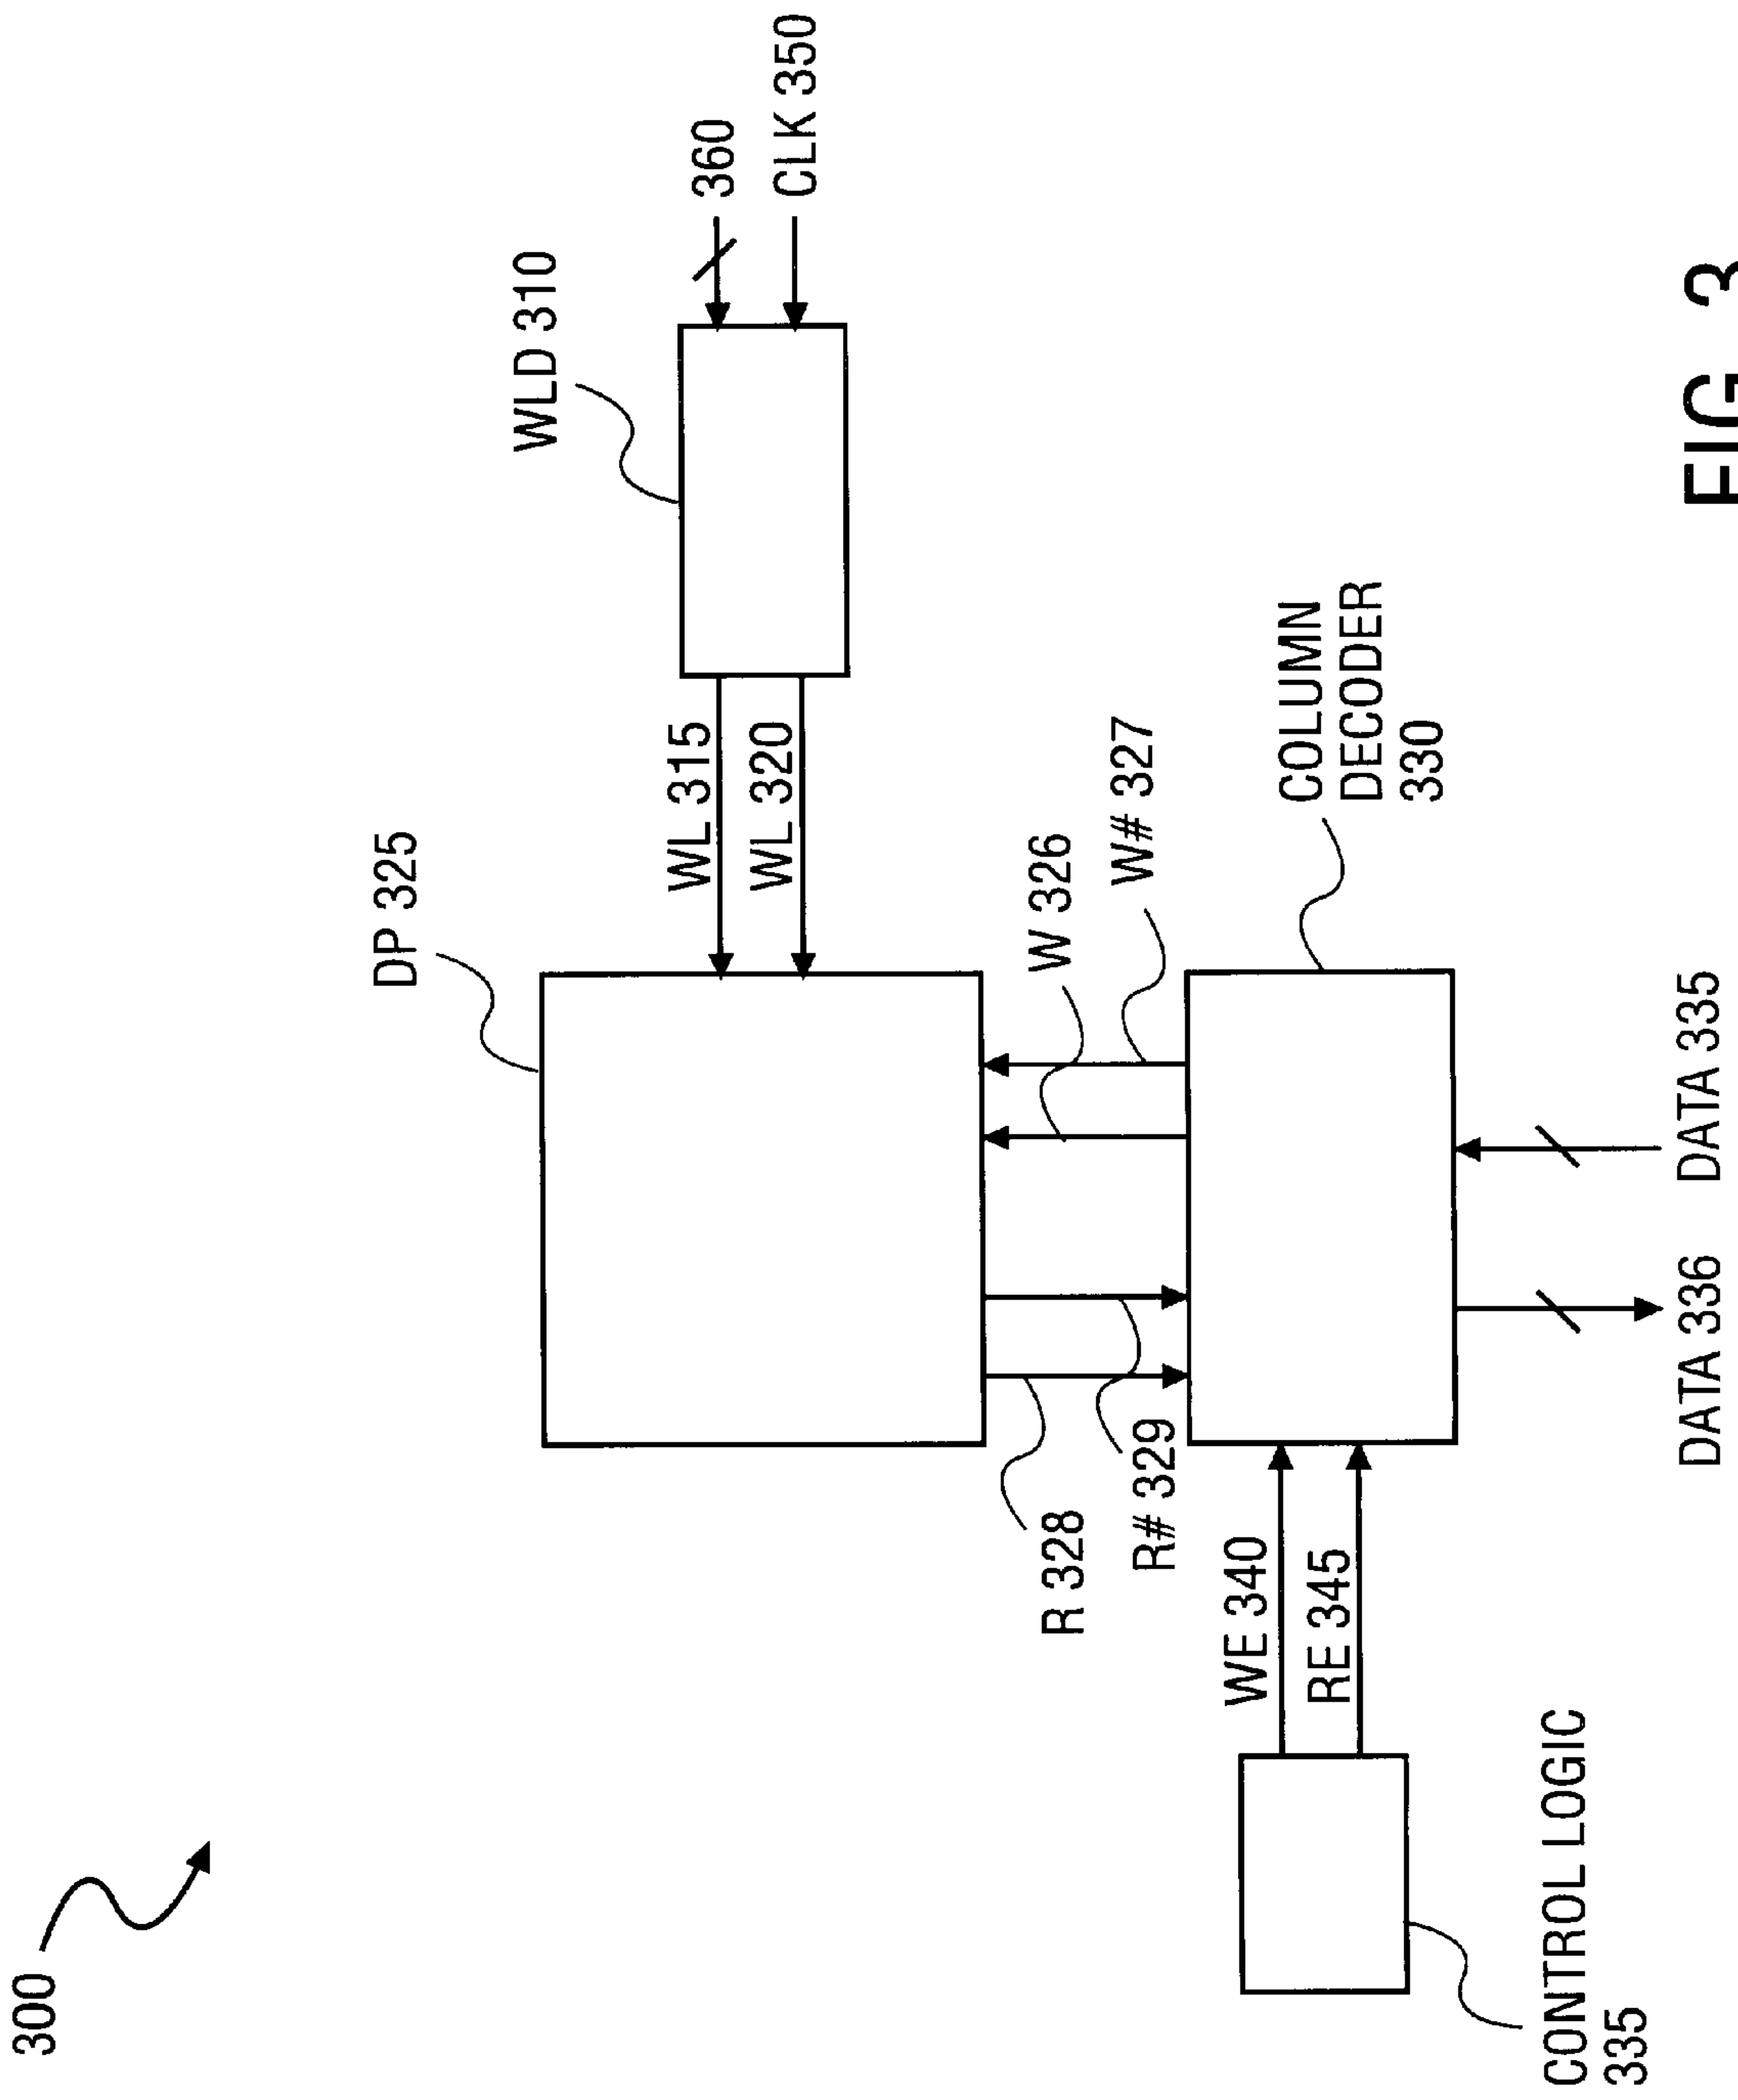 300
DP 325
WLD 310
360
CLK 350
WL 315
WL 320
W 326
W# 327
R 328
R# 329
WE 340
RE 345
COLUMN
DECODER
330
CONTROL LOGIC
335
DATA 336
DATA 335
FIG. 3